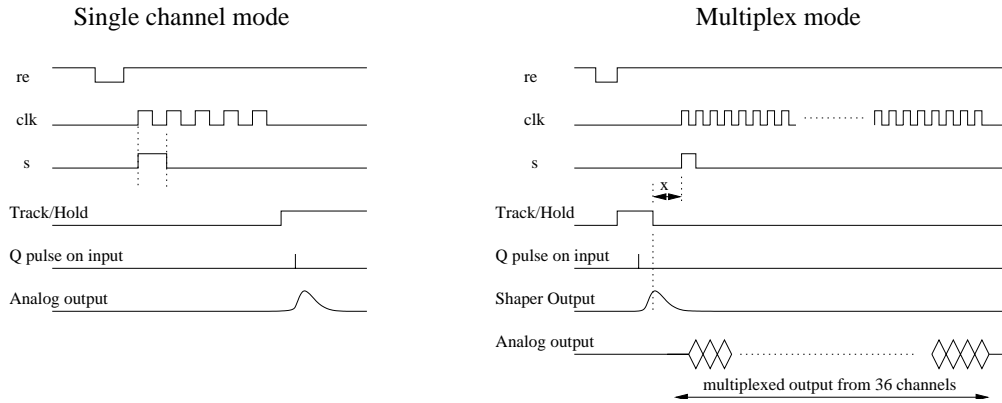 Single channel mode
re
clk
s
Track/Hold
Q pulse on input
Analog output
Multiplex mode
re
clk
s
x
Track/Hold
Q pulse on input
Shaper Output
Analog output
multiplexed output from 36 channels